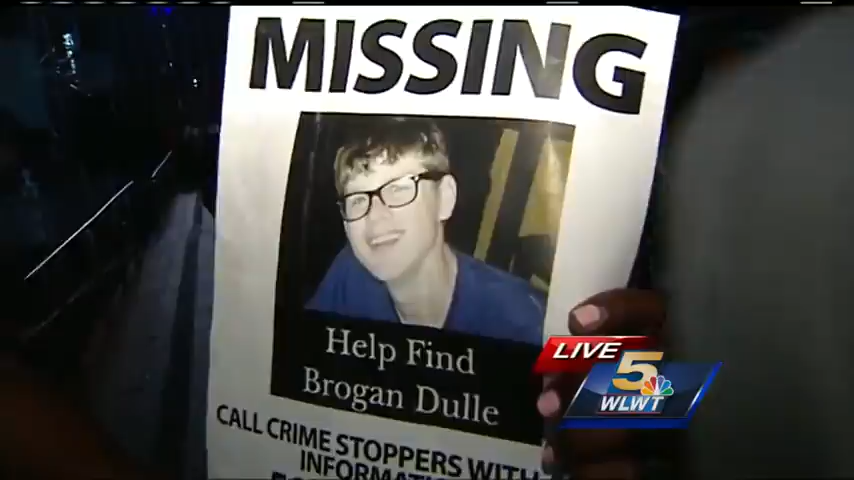 MISSING
Help Find
Brogan Dulle
CALL CRIME STOPPERS WITH
LIVE
5
WLWT